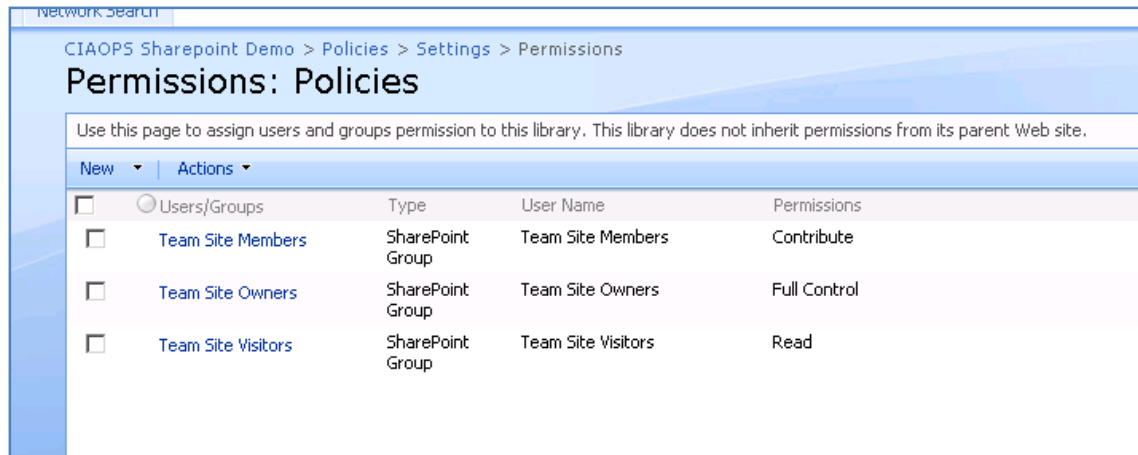 Network Search
CIAOPS Sharepoint Demo > Policies > Settings > Permissions
Permissions: Policies
Use this page to assign users and groups permission to this library. This library does not inherit permissions from its parent Web site.
New Actions
Users/Groups Type User Name Permissions
Team Site Members SharePoint Group Team Site Members Contribute
Team Site Owners SharePoint Group Team Site Owners Full Control
Team Site Visitors SharePoint Group Team Site Visitors Read